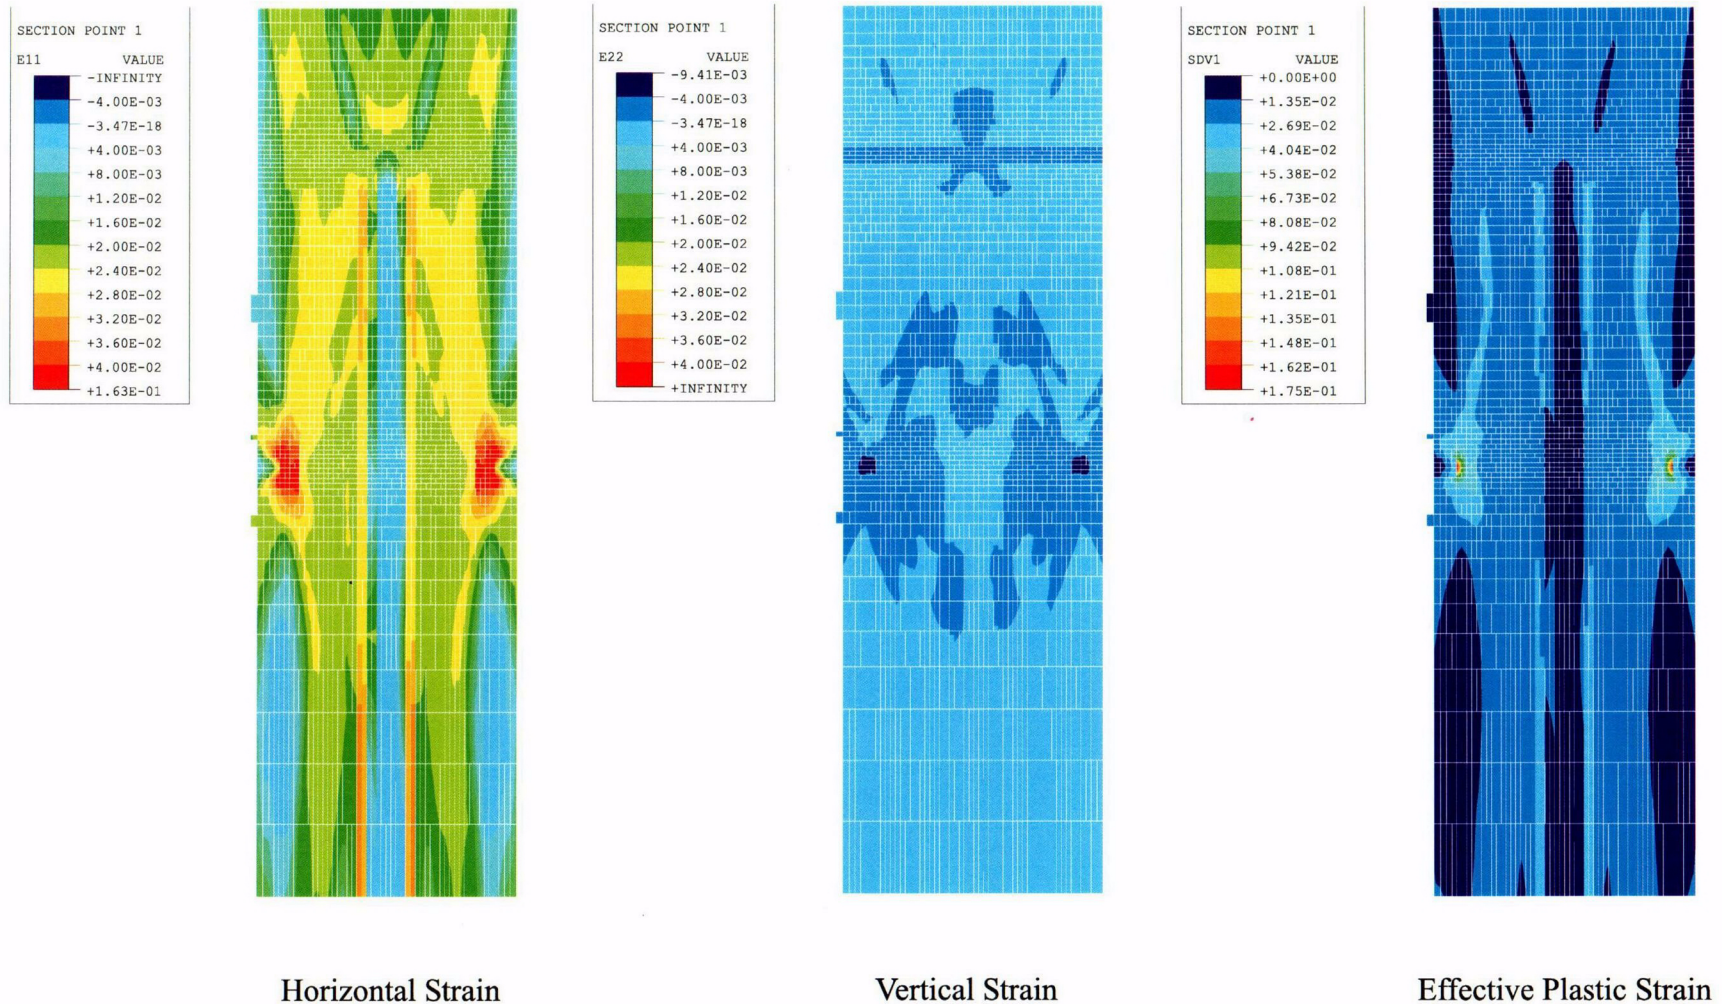 SECTION POINT 1
E11 VALUE
-INFINITY
-4.00E-03
-3.47E-18
+4.00E-03
+8.00E-03
+1.20E-02
+1.60E-02
+2.00E-02
+2.40E-02
+2.80E-02
+3.20E-02
+3.60E-02
+4.00E-02
+1.63E-01
SECTION POINT 1
E22 VALUE
-9.41E-03
-4.00E-03
-3.47E-18
+4.00E-03
+8.00E-03
+1.20E-02
+1.60E-02
+2.00E-02
+2.40E-02
+2.80E-02
+3.20E-02
+3.60E-02
+4.00E-02
+INFINITY
SECTION POINT 1
SDV1 VALUE
+0.00E+00
+1.35E-02
+2.69E-02
+4.04E-02
+5.38E-02
+6.73E-02
+8.08E-02
+9.42E-02
+1.08E-01
+1.21E-01
+1.35E-01
+1.48E-01
+1.62E-01
+1.75E-01
Horizontal Strain
Vertical Strain
Effective Plastic Strain